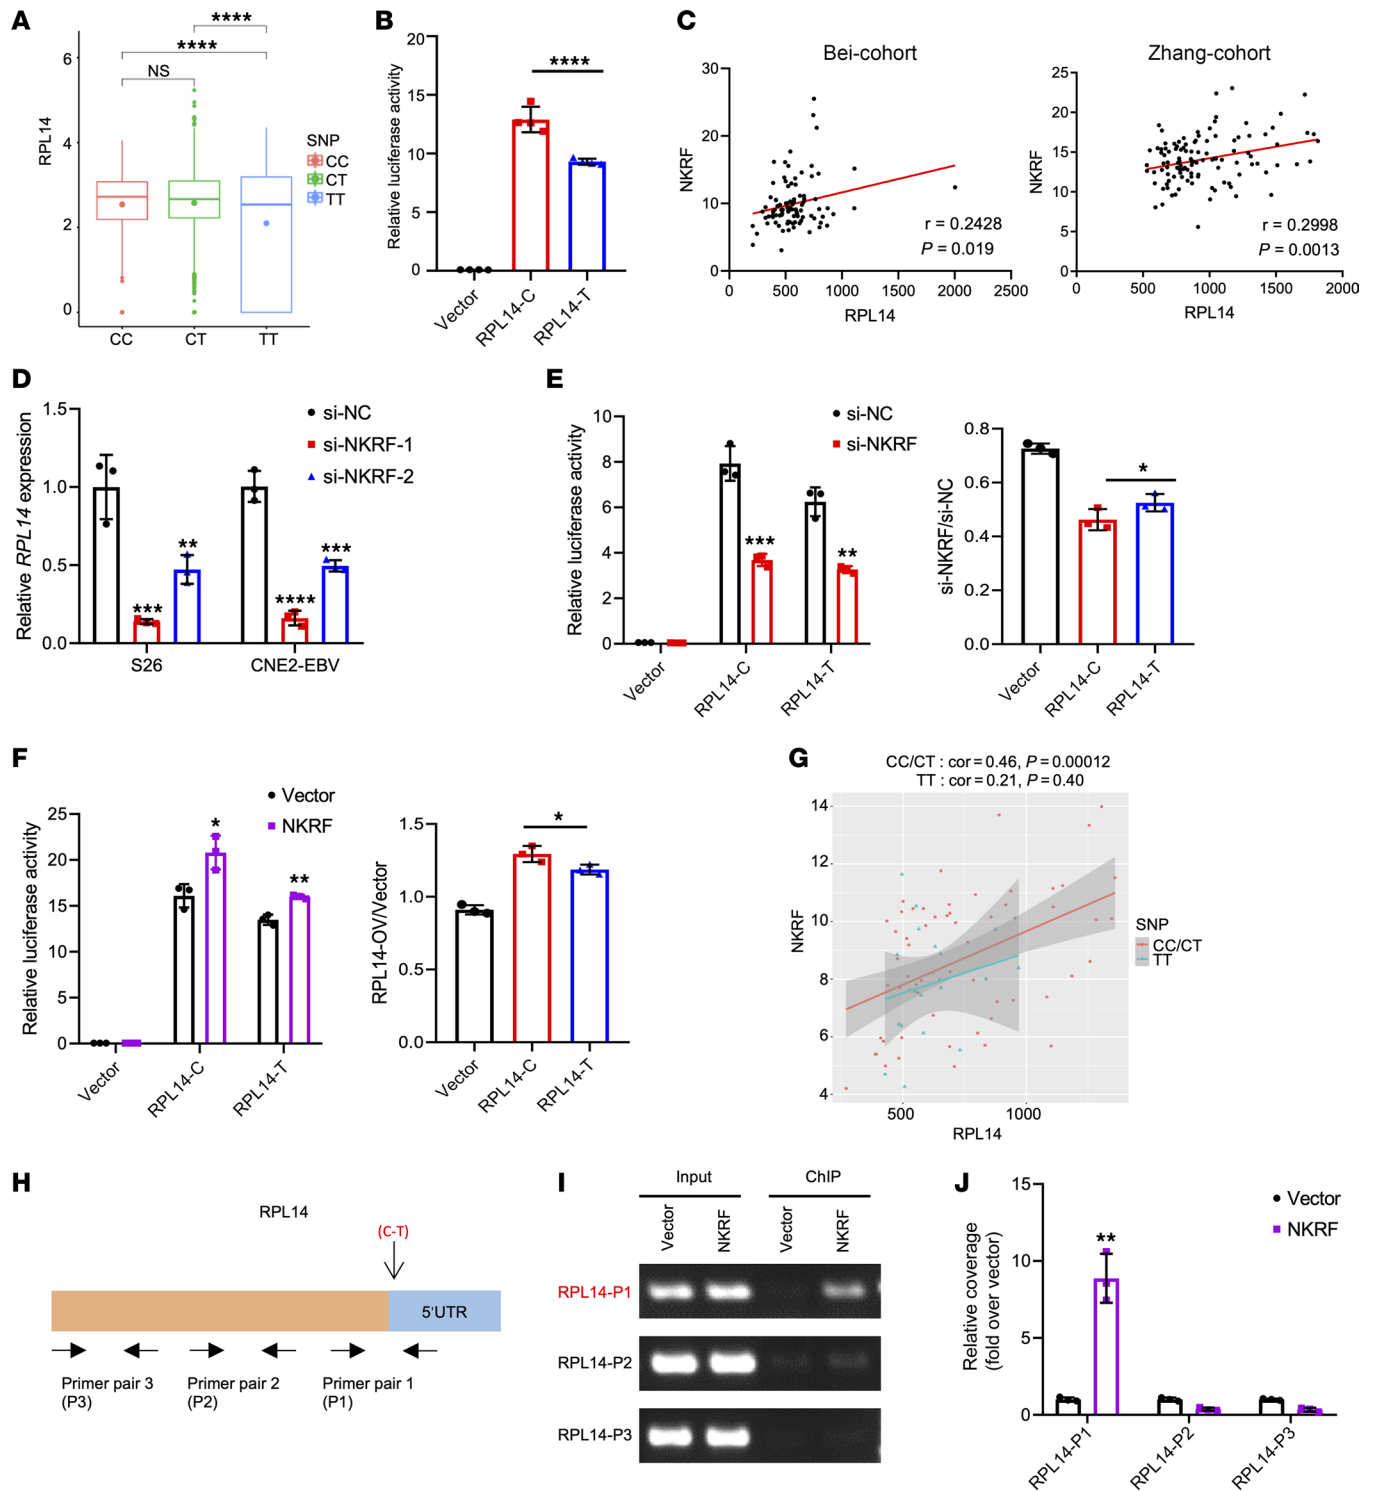 A
****
****
NS
6
4
2
0
RPL14
CC
CT
TT
SNP
CC
CT
TT
B
20
15
10
5
0
Relative luciferase activity
****
Vector
RPL14-C
RPL14-T
C
Bei-cohort
30
20
10
0
NKRF
r = 0.2428
P = 0.019
0
500
1000
1500
2000
2500
RPL14
Zhang-cohort
25
20
15
10
5
0
NKRF
r = 0.2998
P = 0.0013
0
500
1000
1500
2000
RPL14
D
1.5
1.0
0.5
0.0
Relative RPL14 expression
si-NC
si-NKRF-1
si-NKRF-2
***
**
****
***
S26
CNE2-EBV
E
10
8
6
4
2
0
Relative luciferase activity
si-NC
si-NKRF
***
**
Vector
RPL14-C
RPL14-T
0.8
0.6
0.4
0.2
0.0
si-NKRF/si-NC
*
Vector
RPL14-C
RPL14-T
F
25
20
15
10
5
0
Relative luciferase activity
Vector
NKRF
*
**
Vector
RPL14-C
RPL14-T
1.5
1.0
0.5
0.0
RPL14-OV/Vector
*
Vector
RPL14-C
RPL14-T
G
CC/CT : cor = 0.46, P = 0.00012
TT : cor = 0.21, P = 0.40
14
12
10
8
6
4
NKRF
500
1000
RPL14
SNP
CC/CT
TT
H
RPL14
(C-T)
5'UTR
Primer pair 3
(P3)
Primer pair 2
(P2)
Primer pair 1
(P1)
I
Input
ChIP
Vector
NKRF
Vector
NKRF
RPL14-P1
RPL14-P2
RPL14-P3
J
15
10
5
0
Relative coverage
(fold over vector)
Vector
NKRF
**
RPL14-P1
RPL14-P2
RPL14-P3